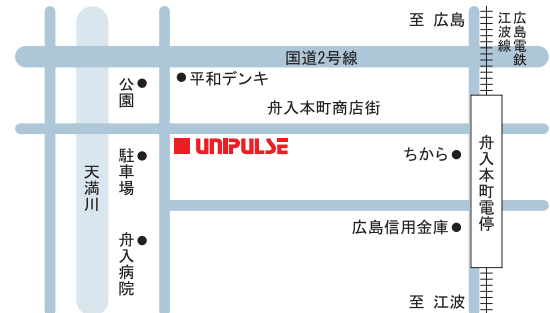 至 広島
広島電鉄
江波線
国道2号線
平和デンキ
公園
舟入本町商店街
UNIPULSE
ちから
駐車場
天満川
舟入本町電停
広島信用金庫
舟入病院
至 江波